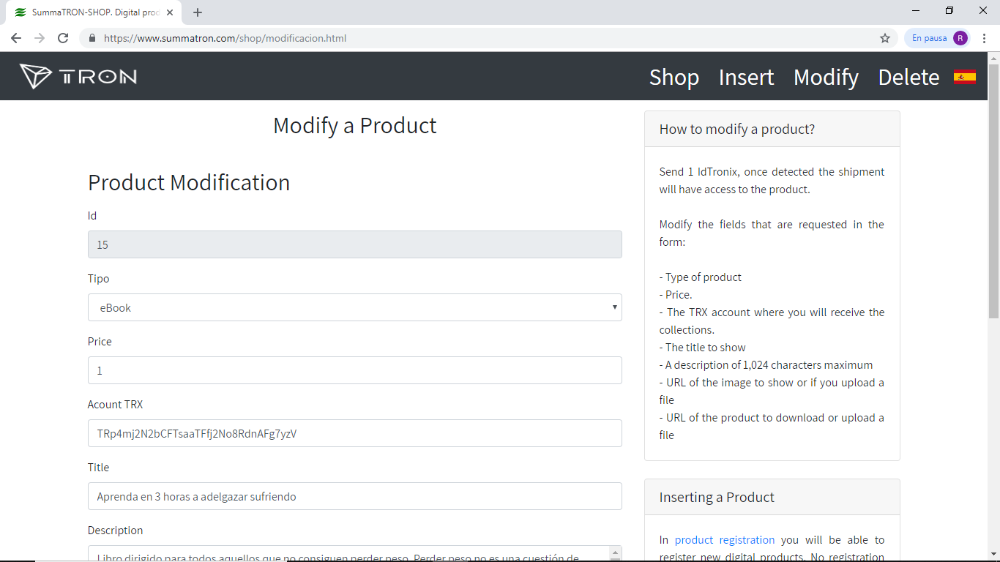 SummaTRON-SHOP. Digital prod
https://www.summatron.com/shop/modificacion.html
En pausa R
TRON
Shop Insert Modify Delete
Modify a Product
Product Modification
Id
15
Tipo
eBook
Price
1
Acount TRX
TRp4mj2N2bCFTsaaTFfj2No8RdnAFg7yzV
Title
Aprenda en 3 horas a adelgazar sufriendo
Description
Libro dirigido para todos aquellos que no consiguen perder peso. Perder peso no es una cuestión de
How to modify a product?
Send 1 IdTronix, once detected the shipment
will have access to the product.
Modify the fields that are requested in the
form:
- Type of product
- Price.
- The TRX account where you will receive the
collections.
- The title to show
- A description of 1,024 characters maximum
- URL of the image to show or if you upload a
file
- URL of the product to download or upload a
file
Inserting a Product
In product registration you will be able to
register new digital products. No registration